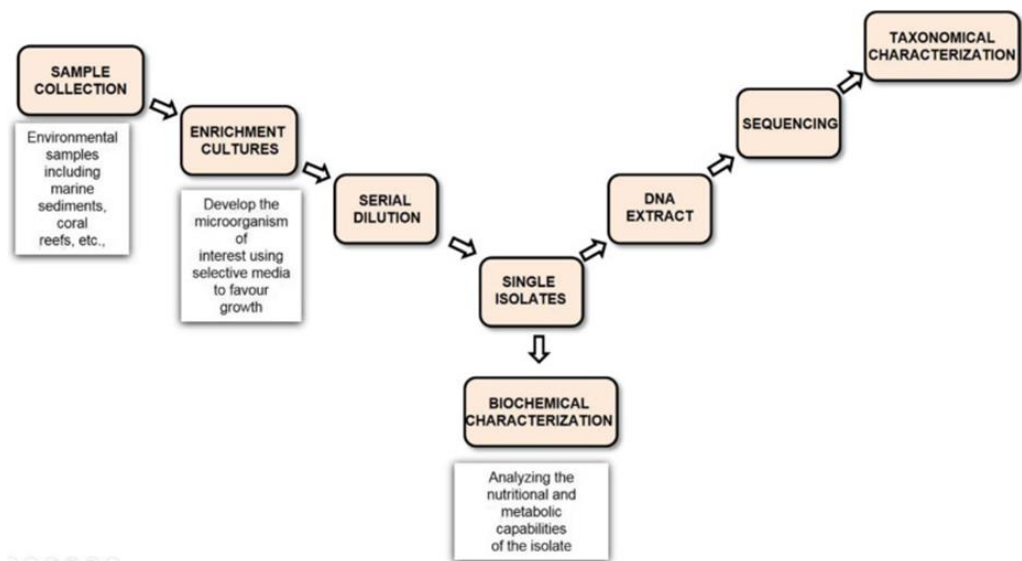 SAMPLE
COLLECTION
Environmental
samples
including
marine
sediments,
coral
reefs, etc.,
ENRICHMENT
CULTURES
Develop the
microorganism
of
interest using
selective media
to favour
growth
SERIAL
DILUTION
SINGLE
ISOLATES
BIOCHEMICAL
CHARACTERIZATION
Analyzing the
nutritional and
metabolic
capabilities
of the isolate
DNA
EXTRACT
SEQUENCING
TAXONOMICAL
CHARACTERIZATION